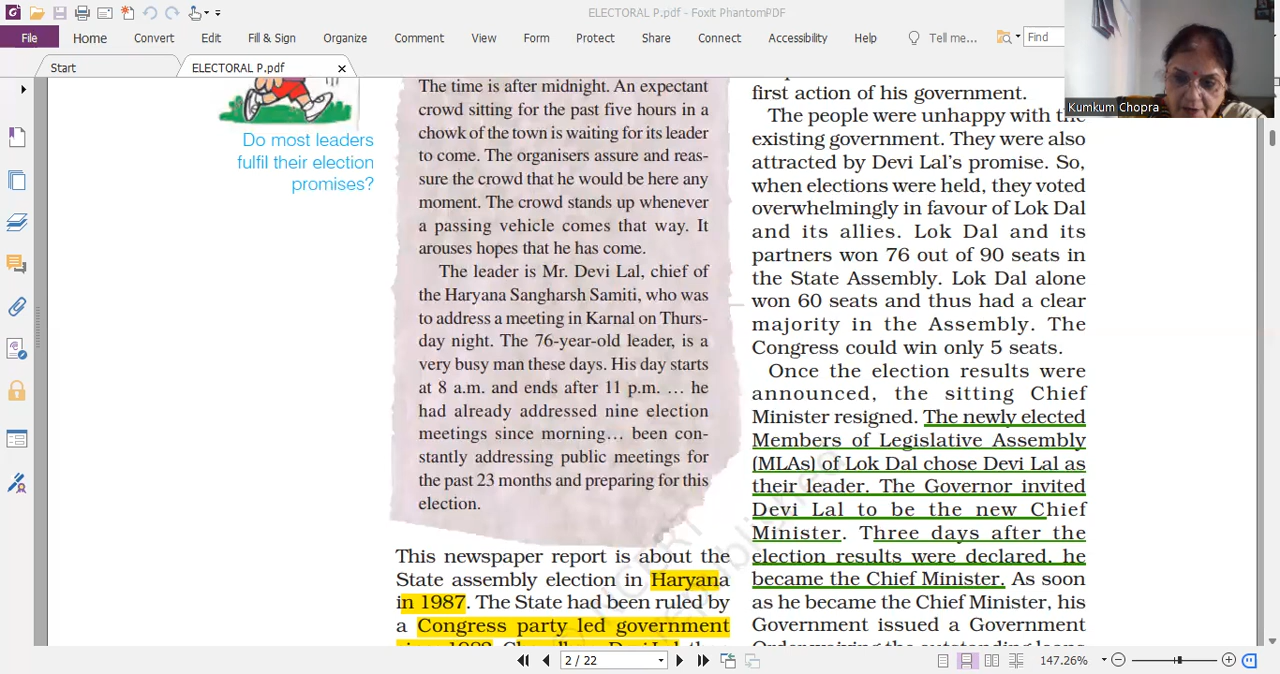 ELECTORAL P.pdf - Foxit PhantomPDF
File Home Convert Edit Fill & Sign Organize Comment View Form Protect Share Connect Accessibility Help Tell me... Find
Start
ELECTORAL P.pdf
Kumkum Chopra
Do most leaders
fulfil their election
promises?
The time is after midnight. An expectant
crowd sitting for the past five hours in a
chowk of the town is waiting for its leader
to come. The organisers assure and reas-
sure the crowd that he would be here any
moment. The crowd stands up whenever
a passing vehicle comes that way. It
arouses hopes that he has come.
The leader is Mr. Devi Lal, chief of
the Haryana Sangharsh Samiti, who was
to address a meeting in Karnal on Thurs-
day night. The 76-year-old leader, is a
very busy man these days. His day starts
at 8 a.m. and ends after 11 p.m. … he
had already addressed nine election
meetings since morning… been con-
stantly addressing public meetings for
the past 23 months and preparing for this
election.
This newspaper report is about the
State assembly election in Haryana
in 1987. The State had been ruled by
a Congress party led government
first action of his government.
The people were unhappy with the
existing government. They were also
attracted by Devi Lal's promise. So,
when elections were held, they voted
overwhelmingly in favour of Lok Dal
and its allies. Lok Dal and its
partners won 76 out of 90 seats in
the State Assembly. Lok Dal alone
won 60 seats and thus had a clear
majority in the Assembly. The
Congress could win only 5 seats.
Once the election results were
announced, the sitting Chief
Minister resigned. The newly elected
Members of Legislative Assembly
(MLAs) of Lok Dal chose Devi Lal as
their leader. The Governor invited
Devi Lal to be the new Chief
Minister. Three days after the
election results were declared, he
became the Chief Minister. As soon
as he became the Chief Minister, his
Government issued a Government
2 / 22
147.26%